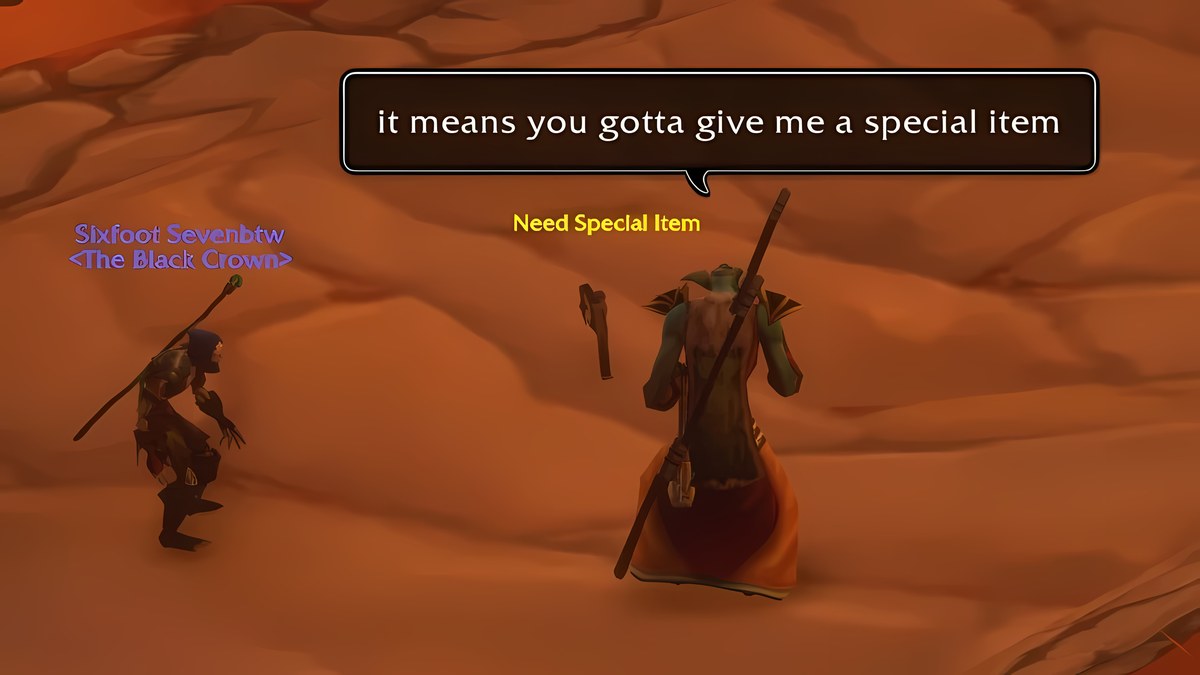 it means you gotta give me a special item
Need Special Item
Sixfoot Sevenbtw
<The Black Crown>